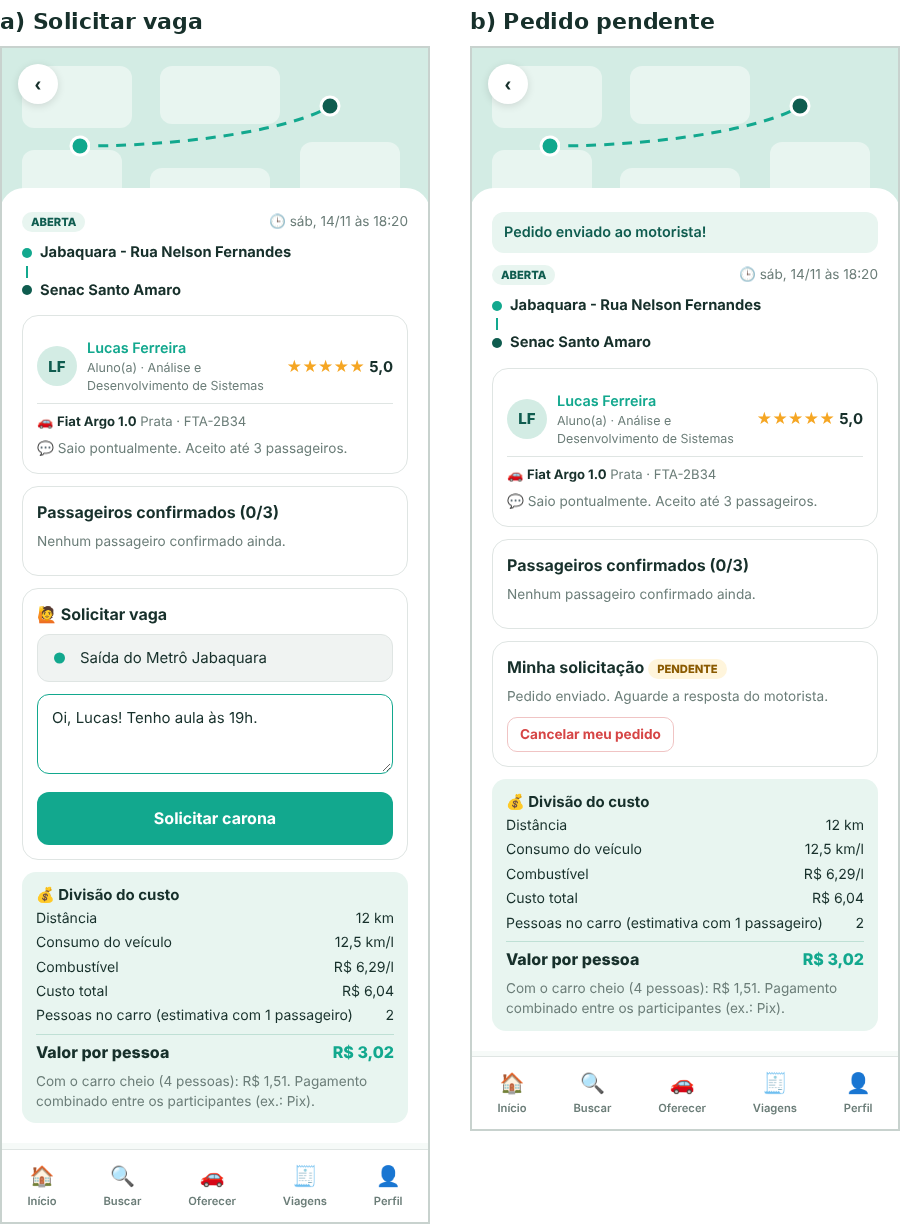 a) Solicitar vaga
‹
ABERTA
🕒 sáb, 14/11 às 18:20
Jabaquara - Rua Nelson Fernandes
Senac Santo Amaro
LF
Lucas Ferreira
Aluno(a) · Análise e
Desenvolvimento de Sistemas
★★★★★ 5,0
🚗 Fiat Argo 1.0 Prata · FTA-2B34
💬 Saio pontualmente. Aceito até 3 passageiros.
Passageiros confirmados (0/3)
Nenhum passageiro confirmado ainda.
🙋 Solicitar vaga
Saída do Metrô Jabaquara
Oi, Lucas! Tenho aula às 19h.
Solicitar carona
💰 Divisão do custo
Distância 12 km
Consumo do veículo 12,5 km/l
Combustível R$ 6,29/l
Custo total R$ 6,04
Pessoas no carro (estimativa com 1 passageiro) 2
Valor por pessoa R$ 3,02
Com o carro cheio (4 pessoas): R$ 1,51. Pagamento
combinado entre os participantes (ex.: Pix).
Início Buscar Oferecer Viagens Perfil
b) Pedido pendente
‹
Pedido enviado ao motorista!
ABERTA
🕒 sáb, 14/11 às 18:20
Jabaquara - Rua Nelson Fernandes
Senac Santo Amaro
LF
Lucas Ferreira
Aluno(a) · Análise e
Desenvolvimento de Sistemas
★★★★★ 5,0
🚗 Fiat Argo 1.0 Prata · FTA-2B34
💬 Saio pontualmente. Aceito até 3 passageiros.
Passageiros confirmados (0/3)
Nenhum passageiro confirmado ainda.
Minha solicitação PENDENTE
Pedido enviado. Aguarde a resposta do motorista.
Cancelar meu pedido
💰 Divisão do custo
Distância 12 km
Consumo do veículo 12,5 km/l
Combustível R$ 6,29/l
Custo total R$ 6,04
Pessoas no carro (estimativa com 1 passageiro) 2
Valor por pessoa R$ 3,02
Com o carro cheio (4 pessoas): R$ 1,51. Pagamento
combinado entre os participantes (ex.: Pix).
Início Buscar Oferecer Viagens Perfil